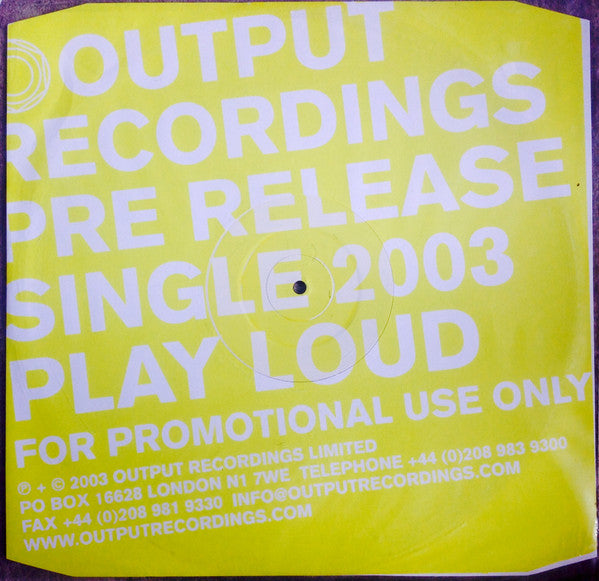 OUTPUT
RECORDINGS
PRE RELEASE
SINGLE 2003
PLAY LOUD
FOR PROMOTIONAL USE ONLY
℗ + © 2003 OUTPUT RECORDINGS LIMITED
PO BOX 16628 LONDON N1 7WE TELEPHONE +44 (0)208 983 9300
FAX +44 (0)208 981 9330 INFO@OUTPUTRECORDINGS.COM
WWW.OUTPUTRECORDINGS.COM